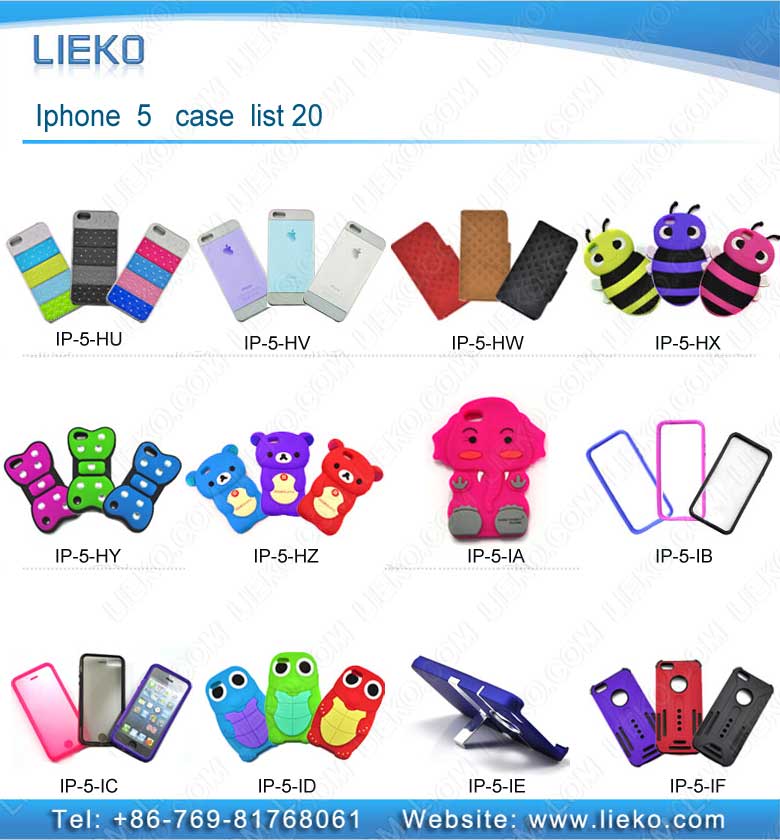 LIEKO
Iphone 5 case list 20
IP-5-HU IP-5-HV IP-5-HW IP-5-HX
IP-5-HY IP-5-HZ IP-5-IA IP-5-IB
IP-5-IC IP-5-ID IP-5-IE IP-5-IF
Tel: +86-769-81768061 Website: www.lieko.com
LIEKO.COM